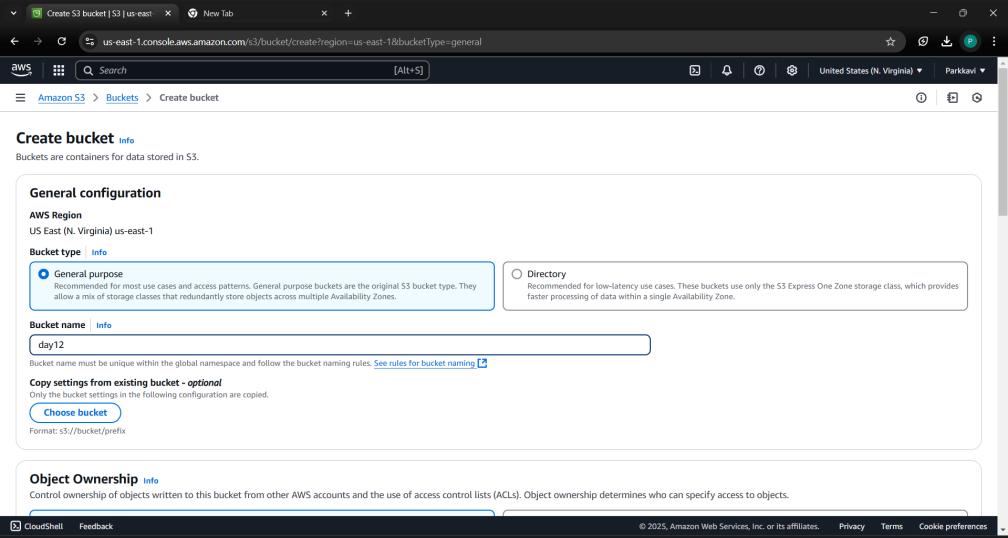 Create S3 bucket | S3 | us-east-
New Tab
us-east-1.console.aws.amazon.com/s3/bucket/create?region=us-east-1&bucketType=general
P
aws
Search
[Alt+S]
United States (N. Virginia)
Parkkavi
Amazon S3 > Buckets > Create bucket
Create bucket Info
Buckets are containers for data stored in S3.
General configuration
AWS Region
US East (N. Virginia) us-east-1
Bucket type Info
General purpose
Recommended for most use cases and access patterns. General purpose buckets are the original S3 bucket type. They
allow a mix of storage classes that redundantly store objects across multiple Availability Zones.
Directory
Recommended for low-latency use cases. These buckets use only the S3 Express One Zone storage class, which provides
faster processing of data within a single Availability Zone.
Bucket name Info
day12
Bucket name must be unique within the global namespace and follow the bucket naming rules. See rules for bucket naming
Copy settings from existing bucket - optional
Only the bucket settings in the following configuration are copied.
Choose bucket
Format: s3://bucket/prefix
Object Ownership Info
Control ownership of objects written to this bucket from other AWS accounts and the use of access control lists (ACLs). Object ownership determines who can specify access to objects.
CloudShell
Feedback
© 2025, Amazon Web Services, Inc. or its affiliates.
Privacy
Terms
Cookie preferences